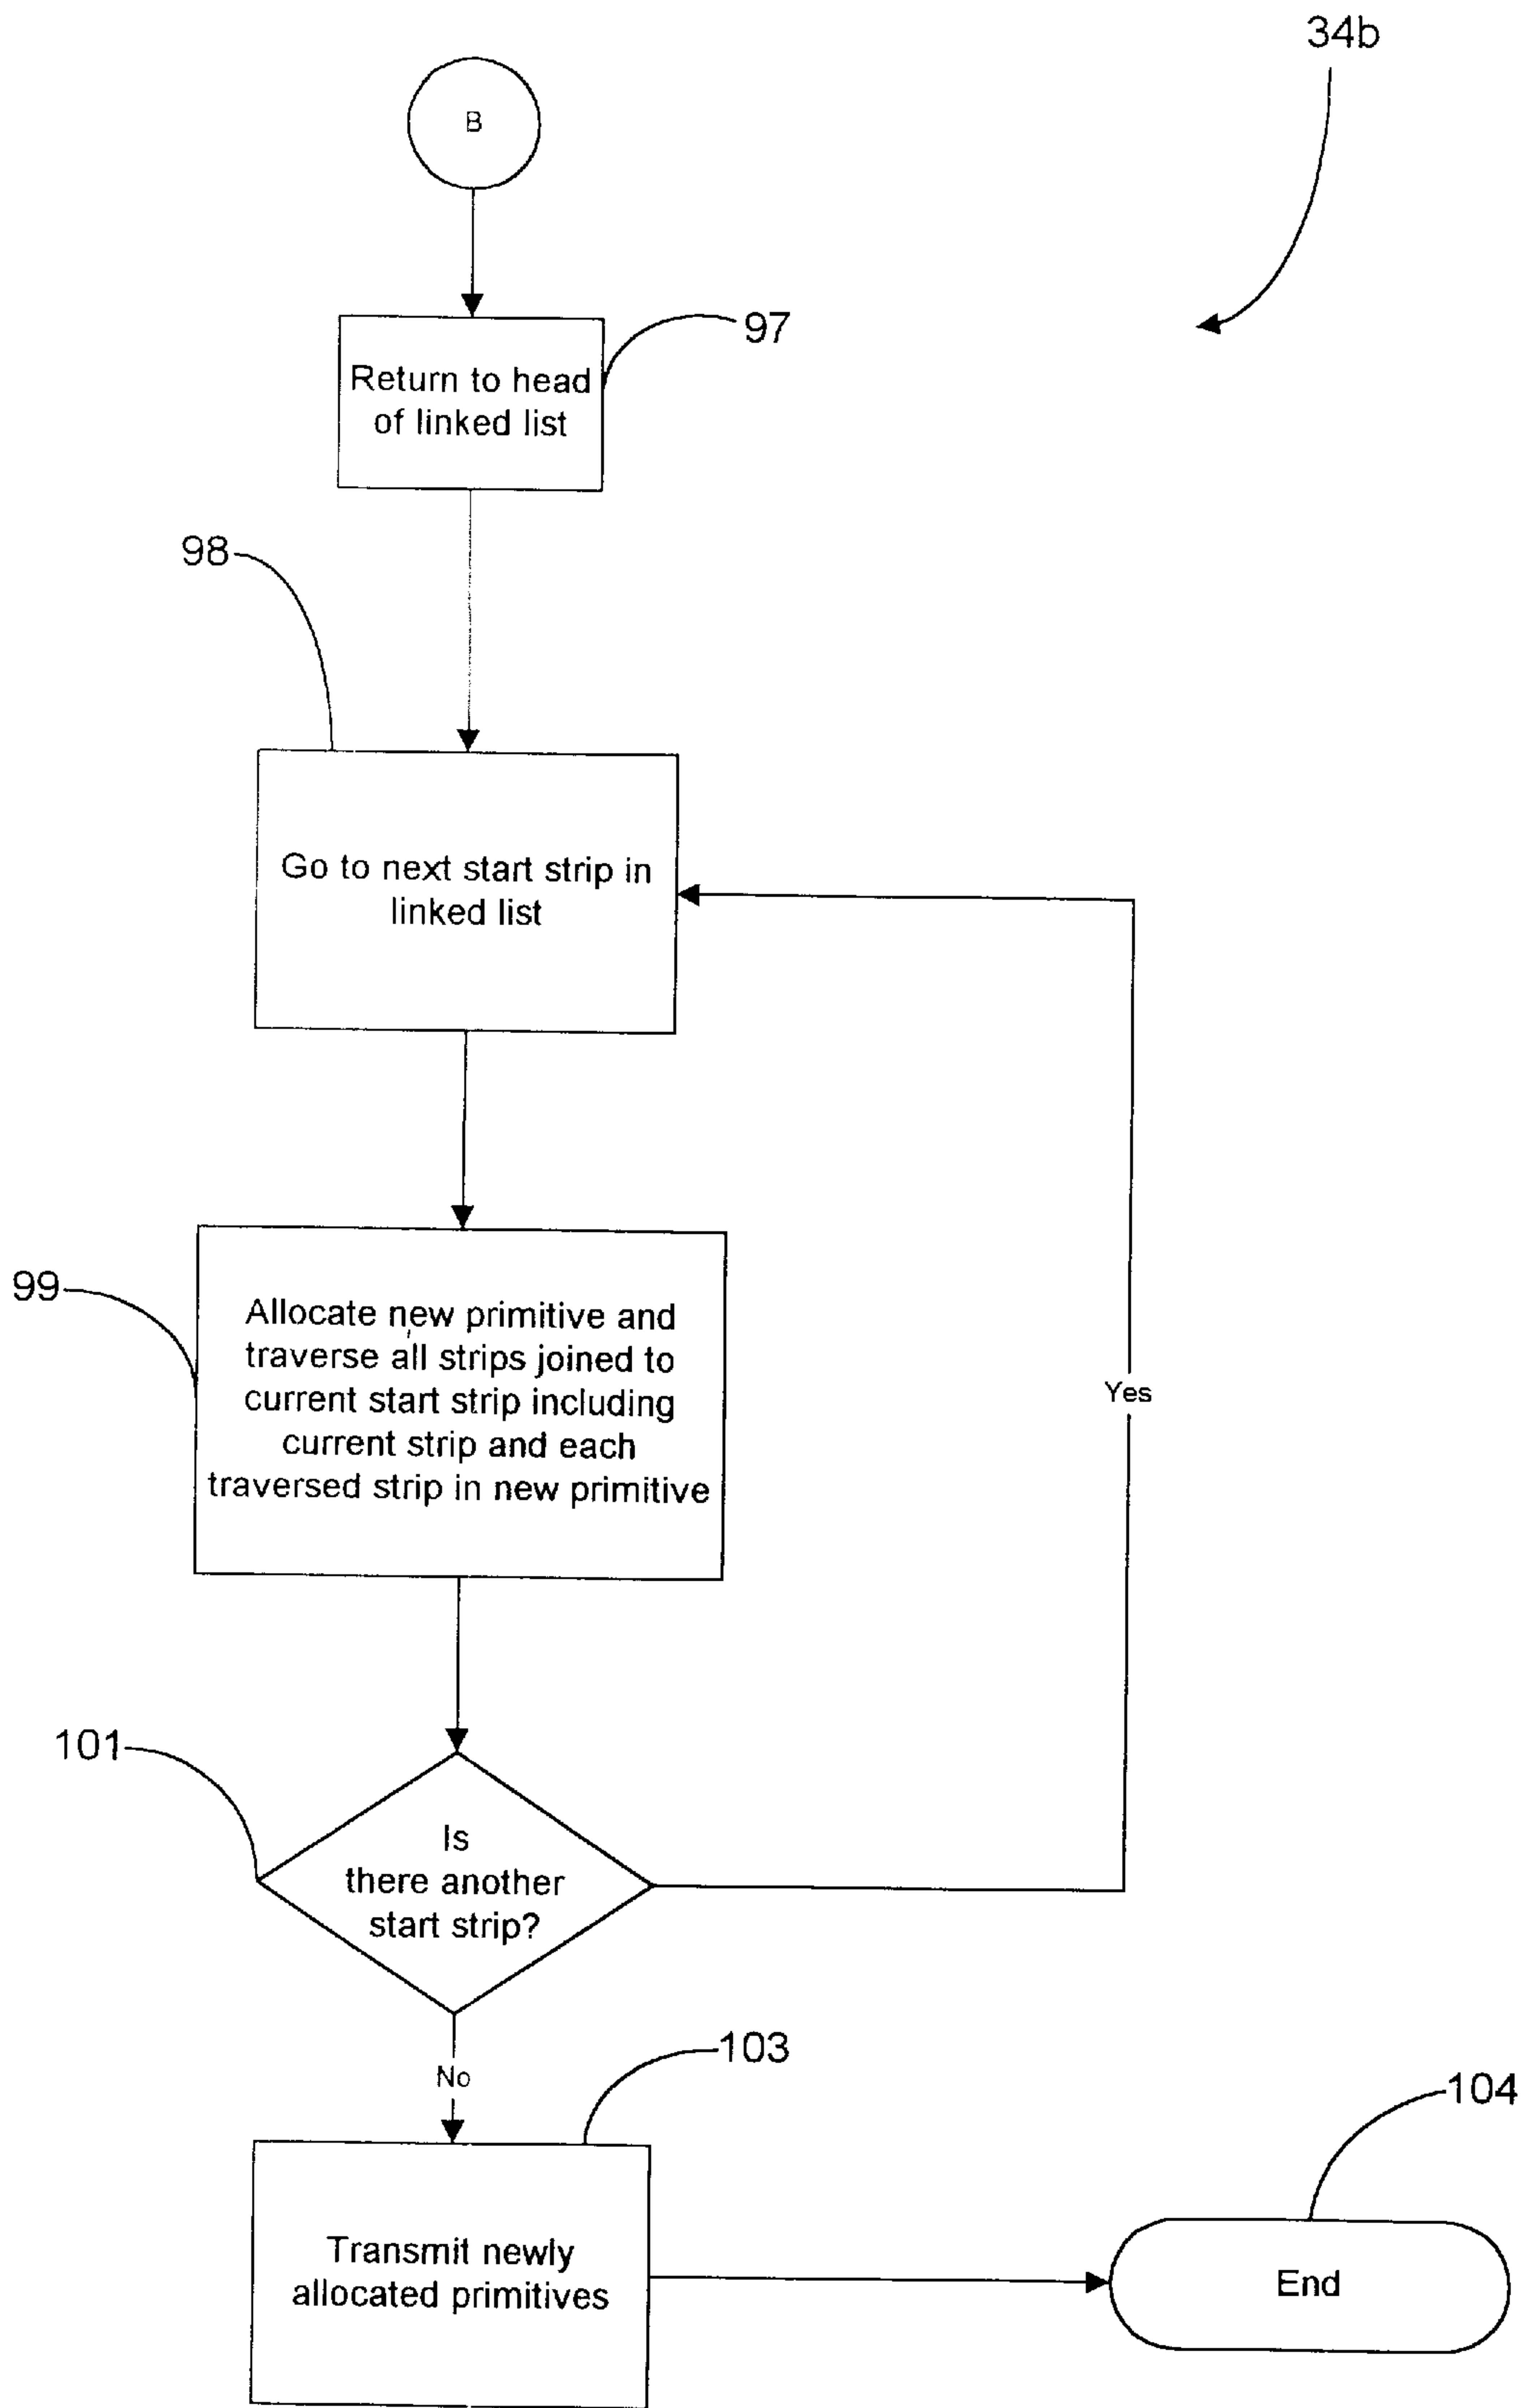 34b
B
97
Return to head
of linked list
98
Go to next start strip in
linked list
99
Allocate new primitive and
traverse all strips joined to
current start strip including
current strip and each
traversed strip in new primitive
Yes
101
Is
there another
start strip?
No
103
104
Transmit newly
allocated primitives
End